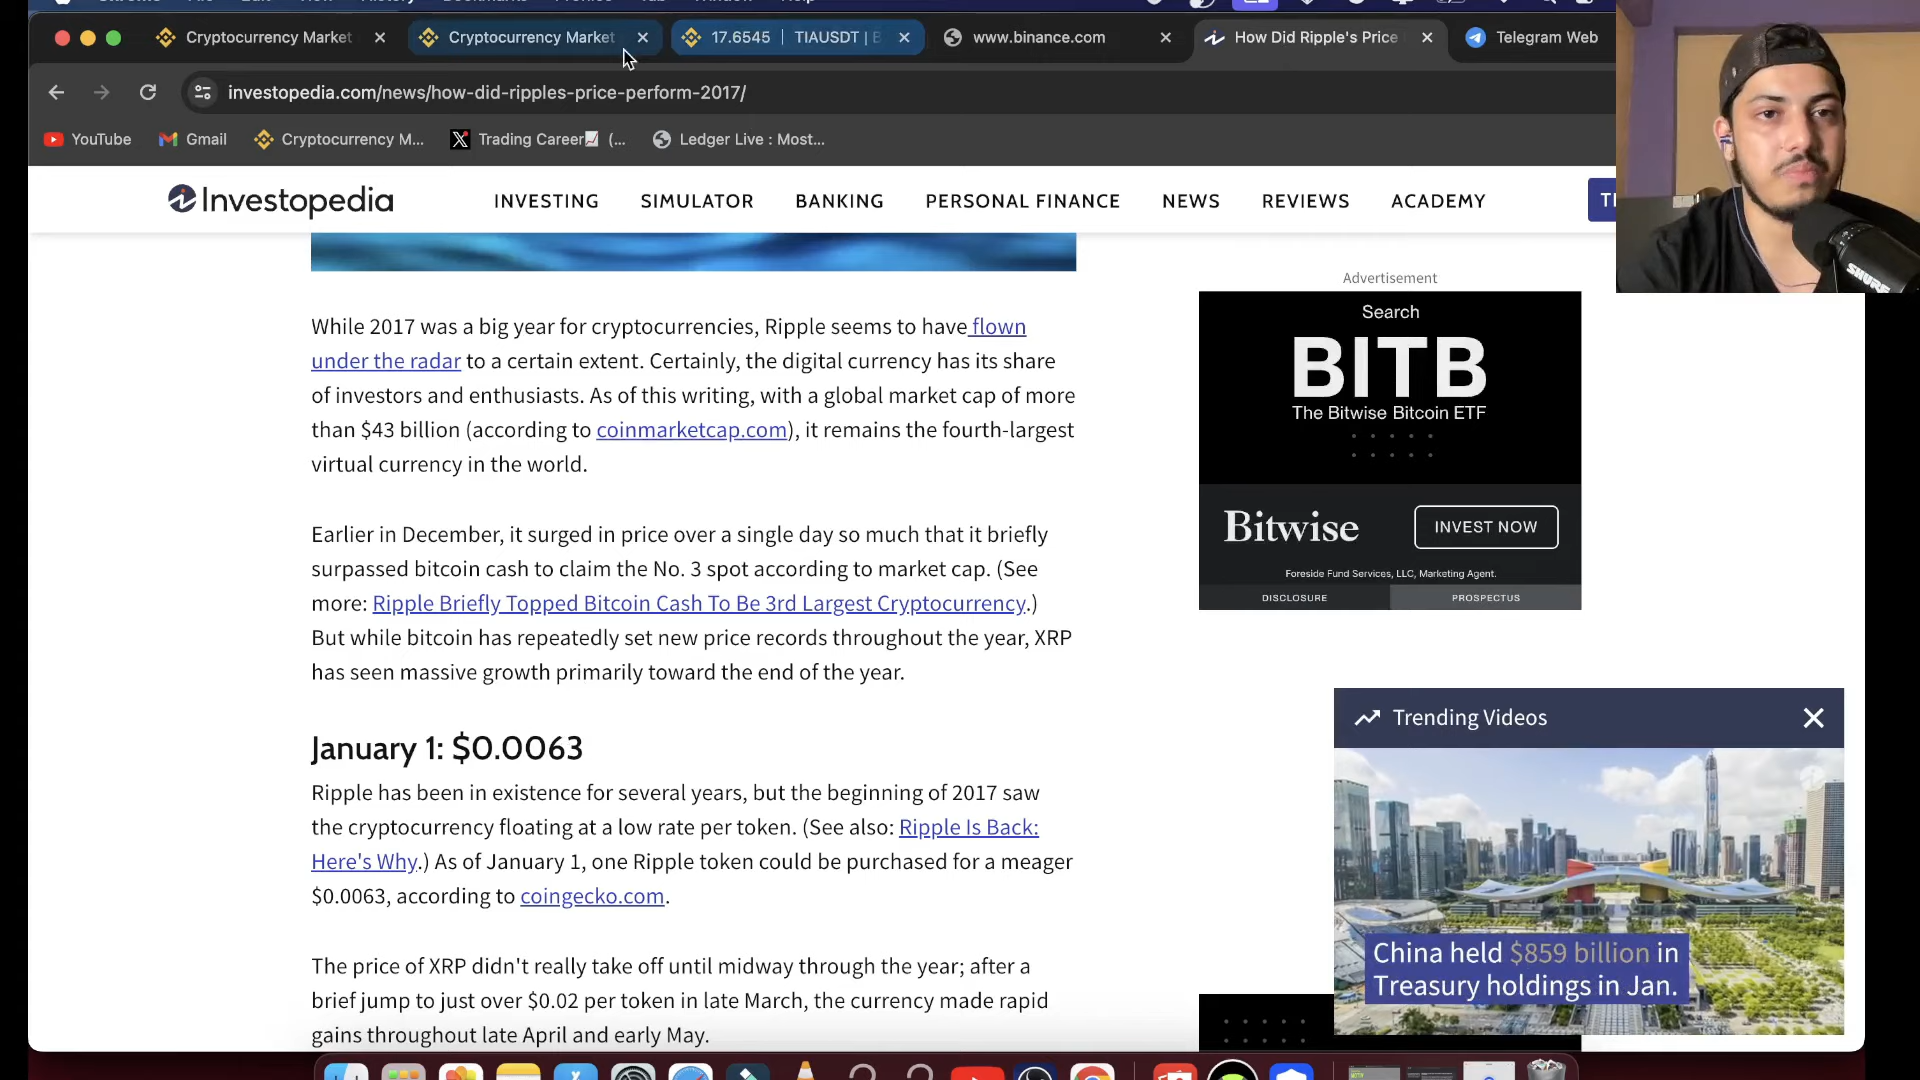 Cryptocurrency Market
Cryptocurrency Market
17.6545 | TIAUSDT | B
www.binance.com
How Did Ripple's Price
Telegram Web
investopedia.com/news/how-did-ripples-price-perform-2017/
YouTube
Gmail
Cryptocurrency M...
Trading Career📈 (...
Ledger Live : Most...
Investopedia
INVESTING
SIMULATOR
BANKING
PERSONAL FINANCE
NEWS
REVIEWS
ACADEMY
While 2017 was a big year for cryptocurrencies, Ripple seems to have flown
under the radar to a certain extent. Certainly, the digital currency has its share
of investors and enthusiasts. As of this writing, with a global market cap of more
than $43 billion (according to coinmarketcap.com), it remains the fourth-largest
virtual currency in the world.
Earlier in December, it surged in price over a single day so much that it briefly
surpassed bitcoin cash to claim the No. 3 spot according to market cap. (See
more: Ripple Briefly Topped Bitcoin Cash To Be 3rd Largest Cryptocurrency.)
But while bitcoin has repeatedly set new price records throughout the year, XRP
has seen massive growth primarily toward the end of the year.
January 1: $0.0063
Ripple has been in existence for several years, but the beginning of 2017 saw
the cryptocurrency floating at a low rate per token. (See also: Ripple Is Back:
Here's Why.) As of January 1, one Ripple token could be purchased for a meager
$0.0063, according to coingecko.com.
The price of XRP didn't really take off until midway through the year; after a
brief jump to just over $0.02 per token in late March, the currency made rapid
gains throughout late April and early May.
Advertisement
Search
BITB
The Bitwise Bitcoin ETF
Bitwise
INVEST NOW
Foreside Fund Services, LLC, Marketing Agent.
DISCLOSURE
PROSPECTUS
Trending Videos
China held $859 billion in
Treasury holdings in Jan.
SHURE